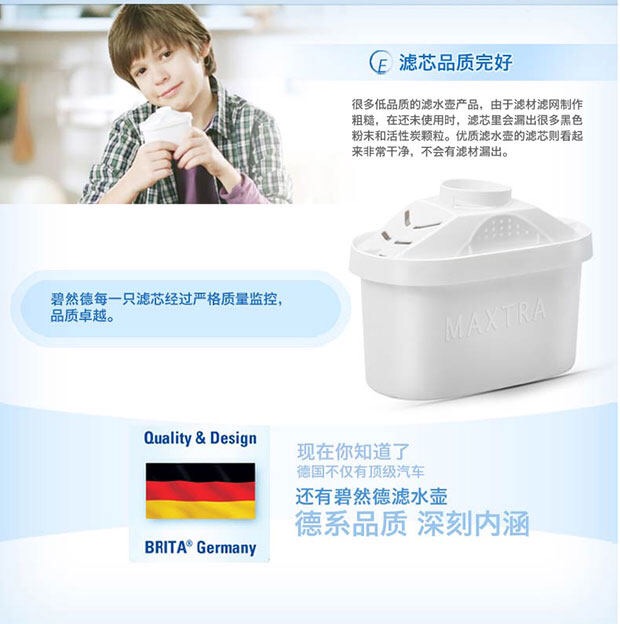 E 滤芯品质完好
很多低品质的滤水壶产品，由于滤材滤网制作
粗糙，在还未使用时，滤芯里会漏出很多黑色
粉末和活性炭颗粒。优质滤水壶的滤芯则看起
来非常干净，不会有滤材漏出。
MAXTRA
碧然德每一只滤芯经过严格质量监控，
品质卓越。
Quality & Design
BRITA® Germany
现在你知道了
德国不仅有顶级汽车
还有碧然德滤水壶
德系品质 深刻内涵